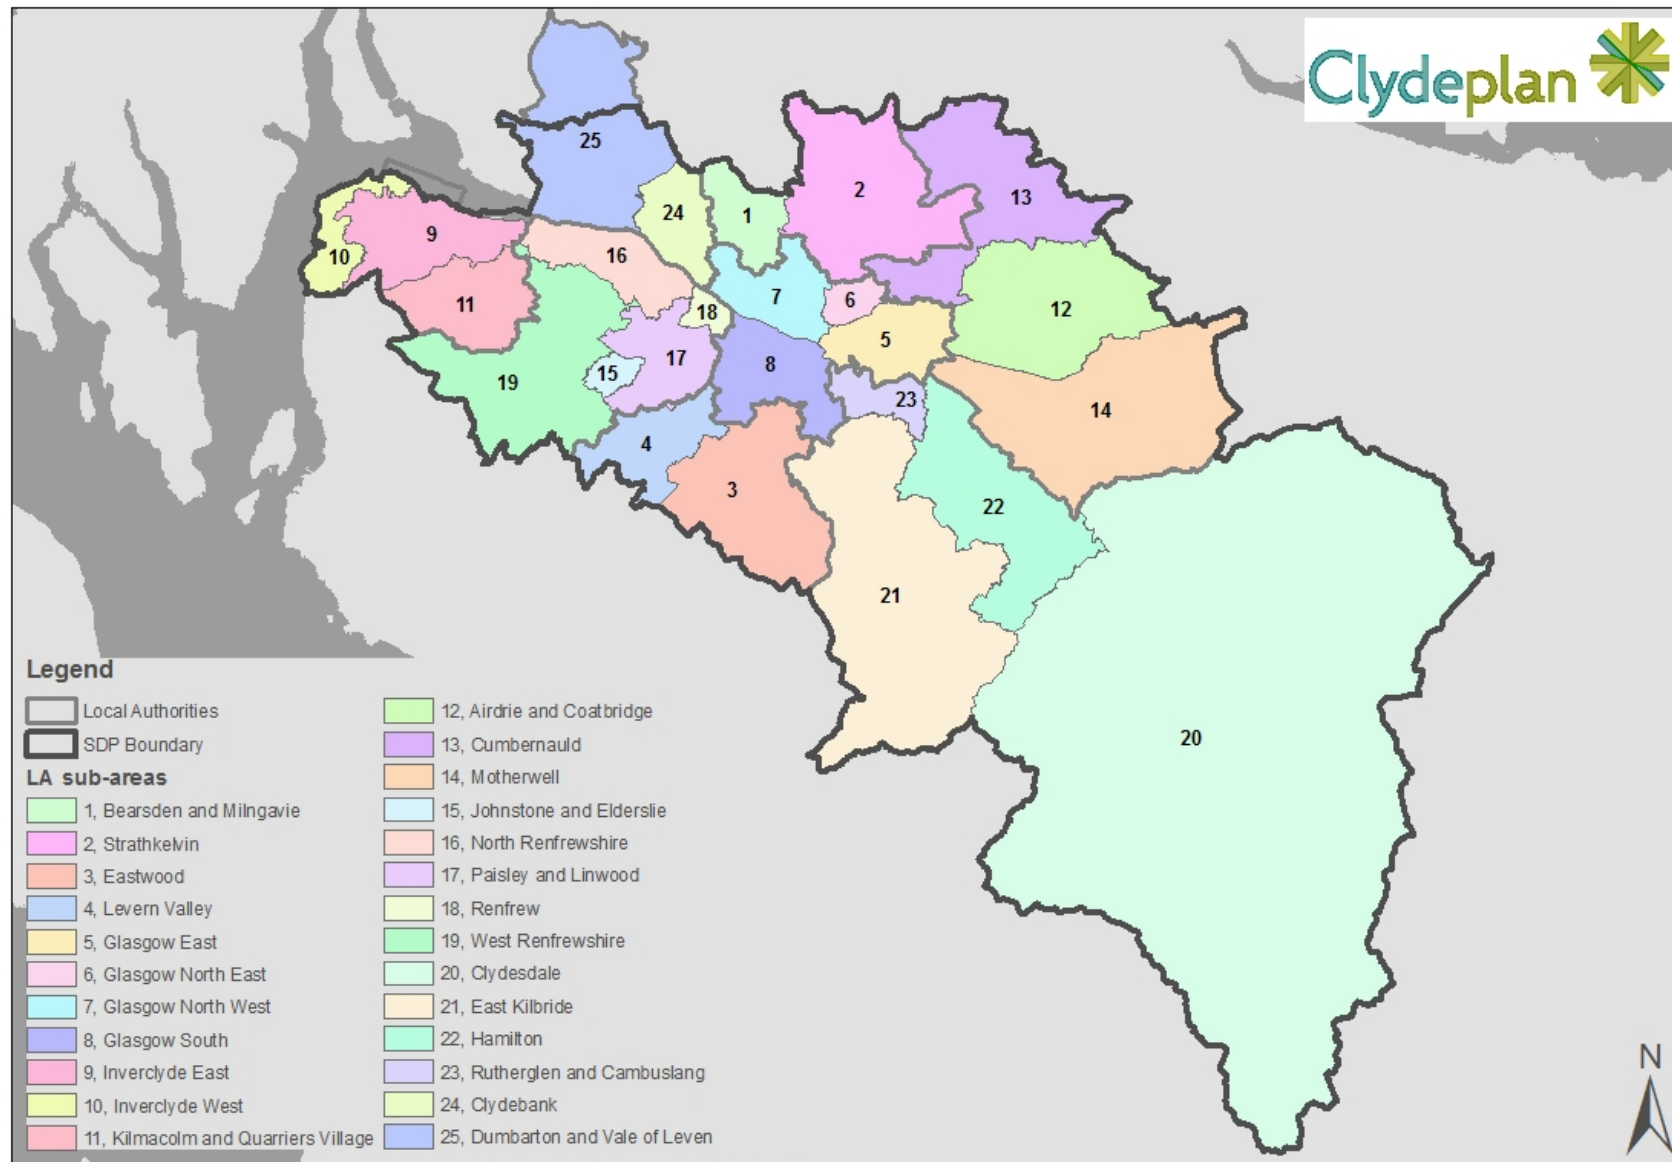 Clydeplan
25
2
13
24
1
9
16
10
7
6
11
12
18
5
17
8
15
19
23
14
4
3
22
21
20
Legend
Local Authorities
SDP Boundary
LA sub-areas
1, Bearsden and Milngavie
2, Strathkelvin
3, Eastwood
4, Levern Valley
5, Glasgow East
6, Glasgow North East
7, Glasgow North West
8, Glasgow South
9, Inverclyde East
10, Inverclyde West
11, Kilmacolm and Quarriers Village
12, Airdrie and Coatbridge
13, Cumbernauld
14, Motherwell
15, Johnstone and Elderslie
16, North Renfrewshire
17, Paisley and Linwood
18, Renfrew
19, West Renfrewshire
20, Clydesdale
21, East Kilbride
22, Hamilton
23, Rutherglen and Cambuslang
24, Clydebank
25, Dumbarton and Vale of Leven
N